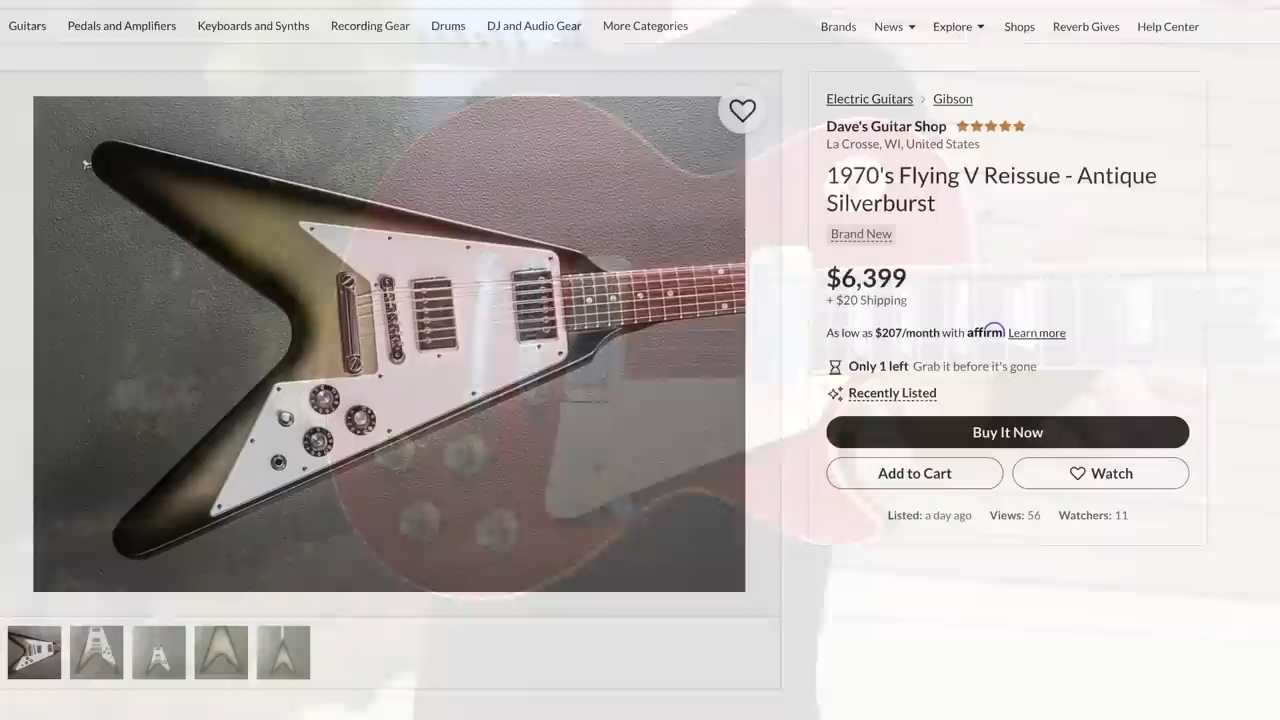 Guitars Pedals and Amplifiers Keyboards and Synths Recording Gear Drums DJ and Audio Gear More Categories Brands News Explore Shops Reverb Gives Help Center
Electric Guitars > Gibson
Dave's Guitar Shop
La Crosse, WI, United States
1970's Flying V Reissue - Antique
Silverburst
Brand New
$6,399
+ $20 Shipping
As low as $207/month with affirm Learn more
Only 1 left Grab it before it's gone
Recently Listed
Buy It Now
Add to Cart Watch
Listed: a day ago Views: 56 Watchers: 11